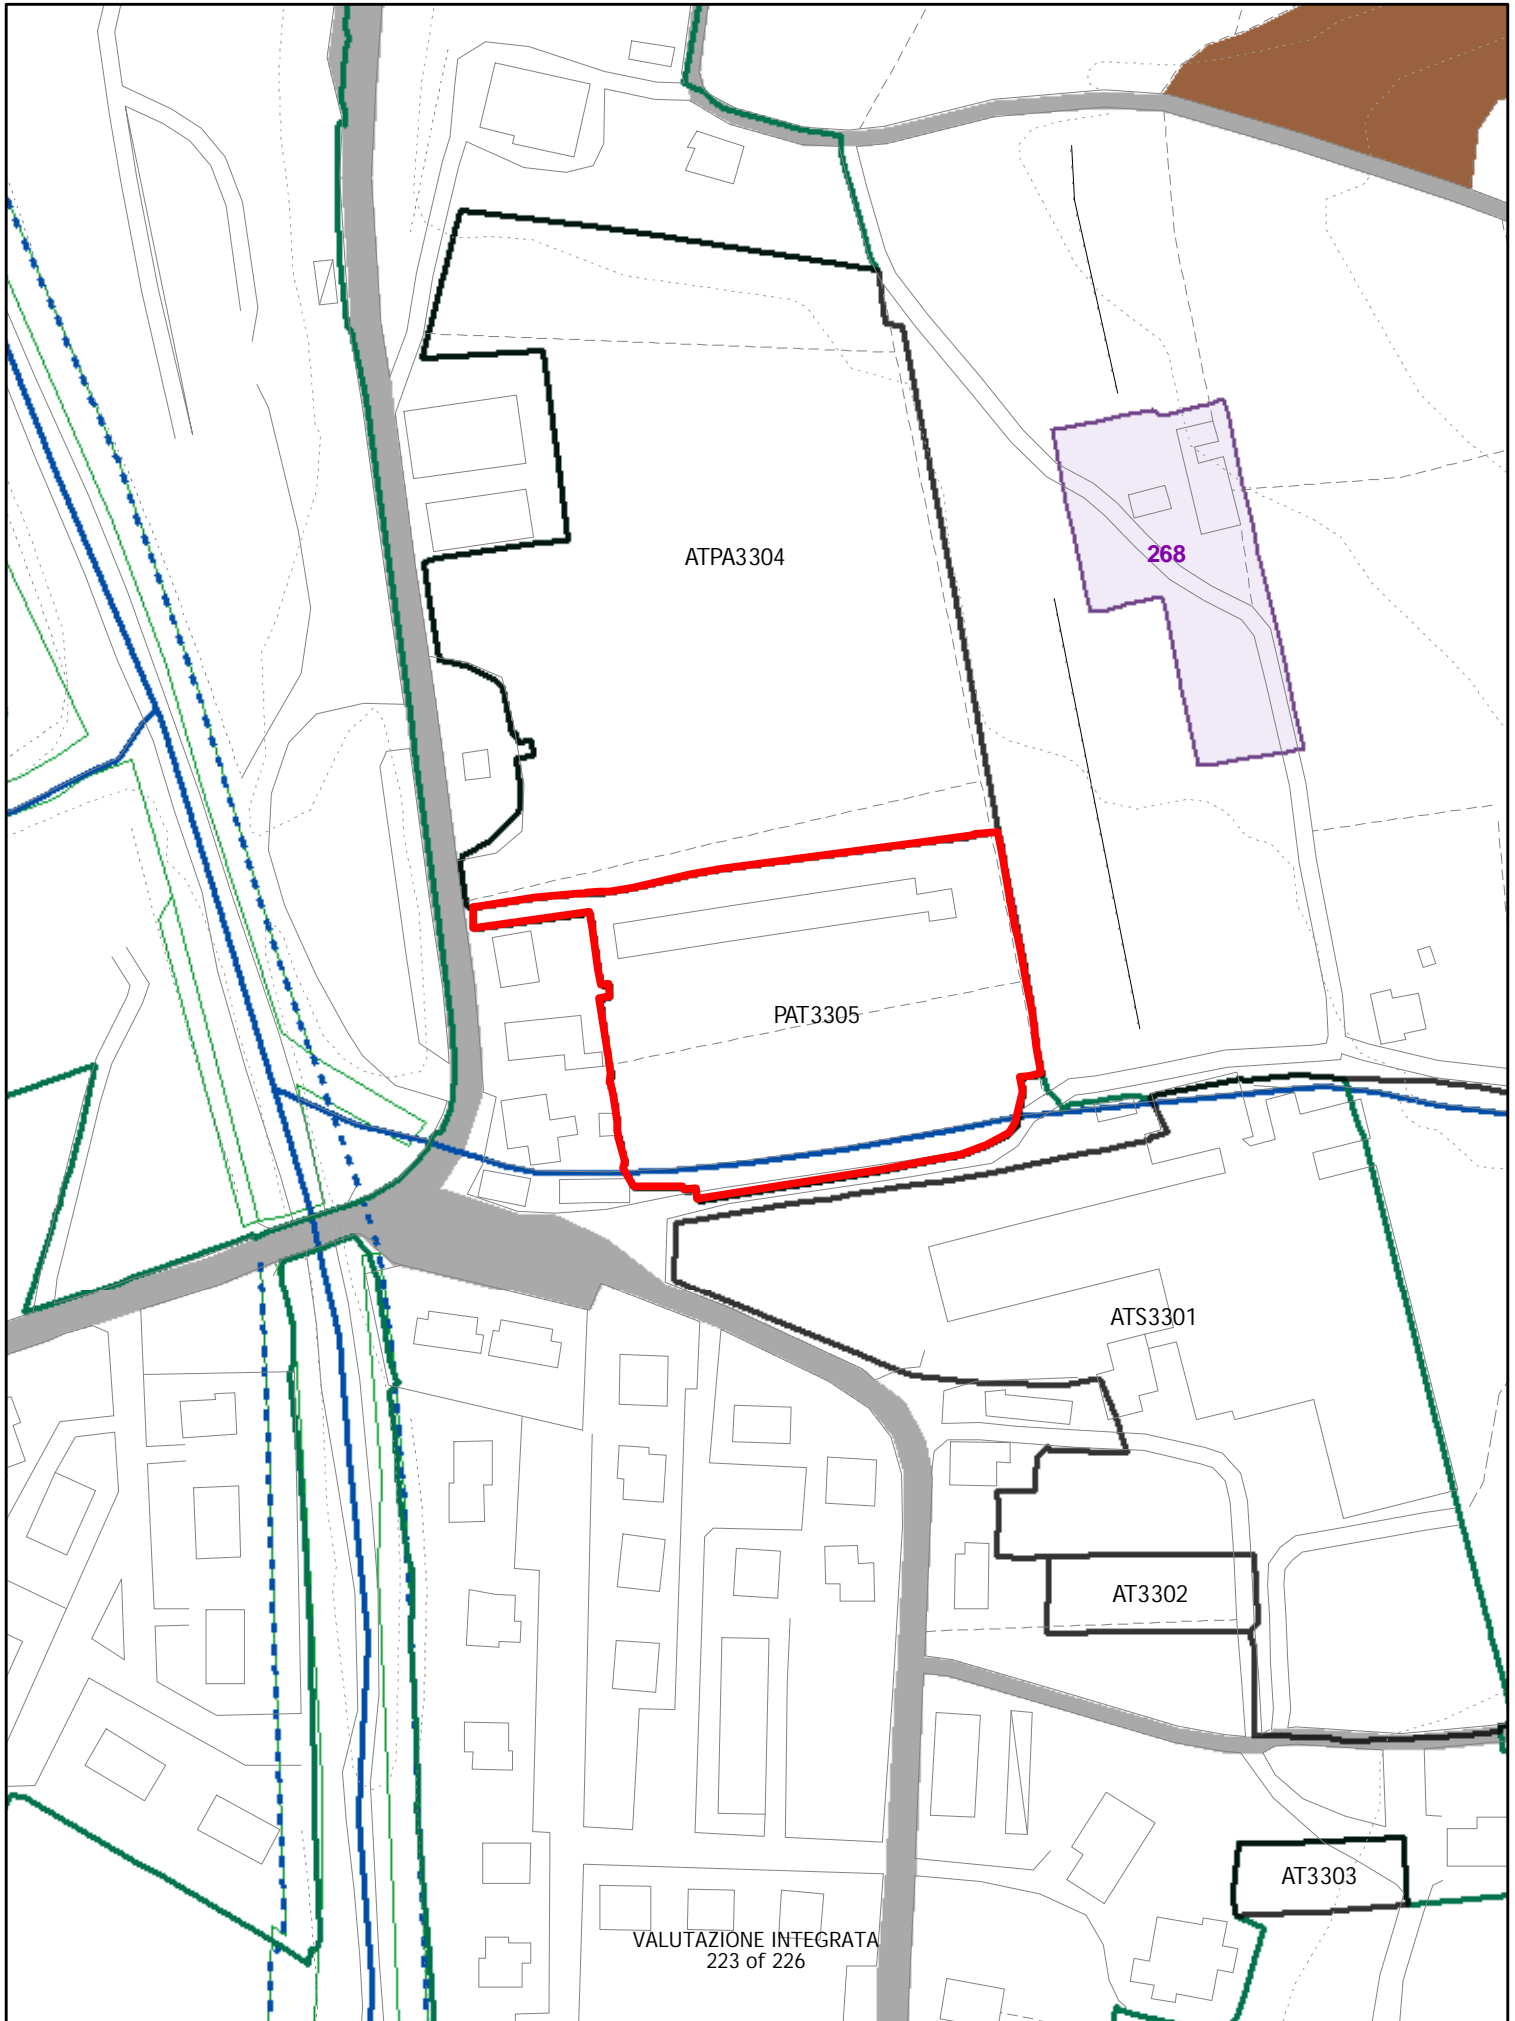 ATPA3304
268
PAT3305
ATS3301
AT3302
AT3303
VALUTAZIONE INTEGRATA
223 of 226